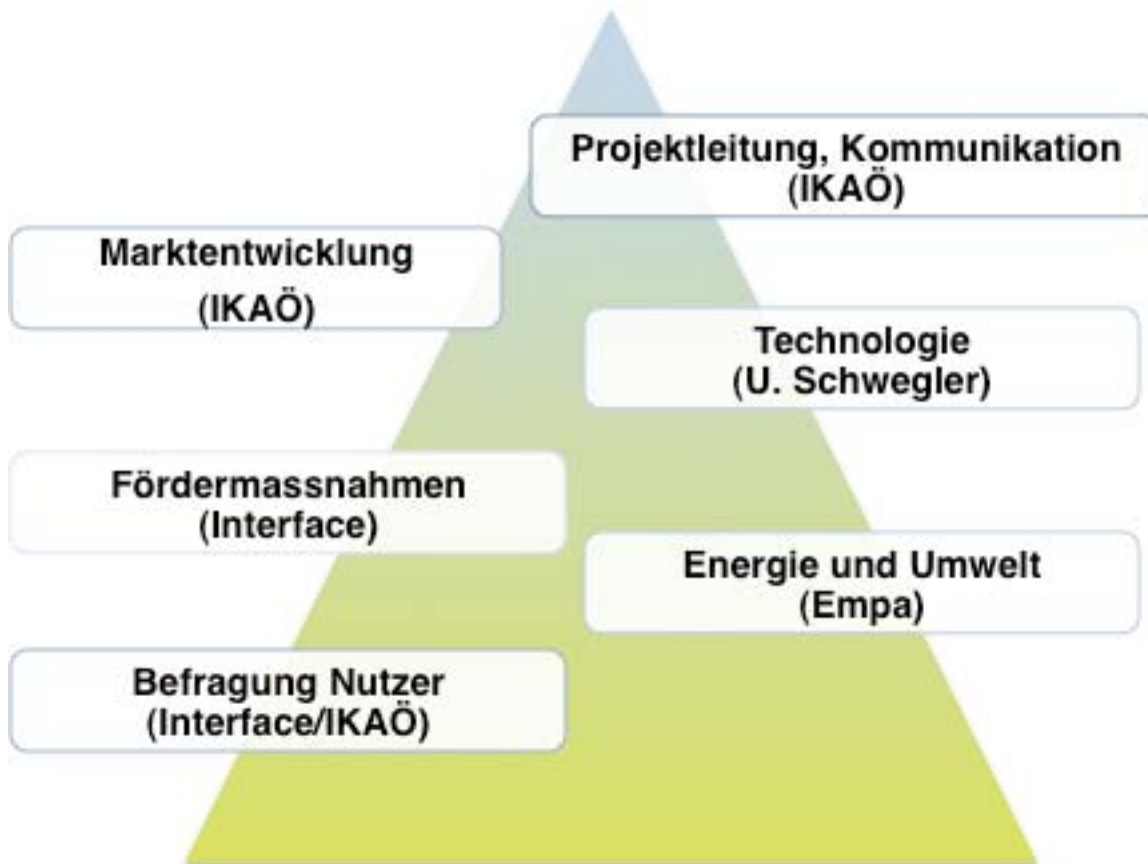 Projektleitung, Kommunikation
(IKAÖ)
Marktentwicklung
(IKAÖ)
Technologie
(U. Schwegler)
Fördermassnahmen
(Interface)
Energie und Umwelt
(Empa)
Befragung Nutzer
(Interface/IKAÖ)